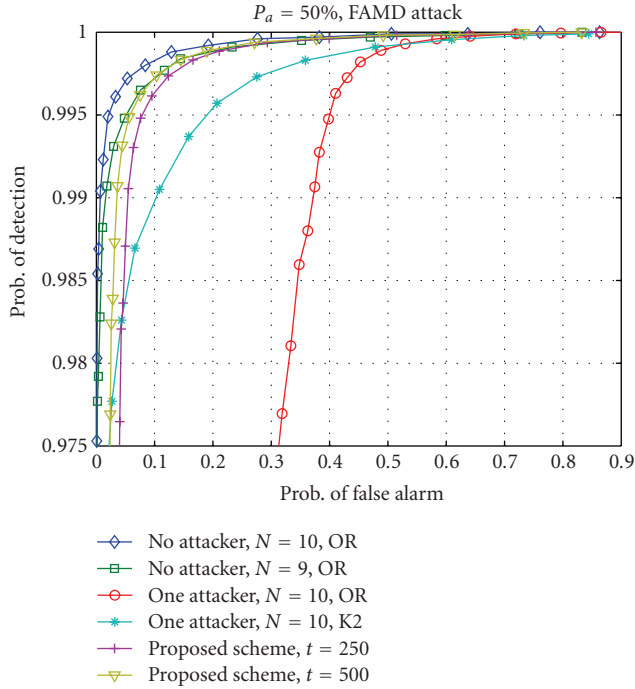 P_a = 50%, FAMD attack
1
0.995
0.99
0.985
0.98
0.975
Prob. of detection
0 0.1 0.2 0.3 0.4 0.5 0.6 0.7 0.8 0.9
Prob. of false alarm
No attacker, N = 10, OR
No attacker, N = 9, OR
One attacker, N = 10, OR
One attacker, N = 10, K2
Proposed scheme, t = 250
Proposed scheme, t = 500